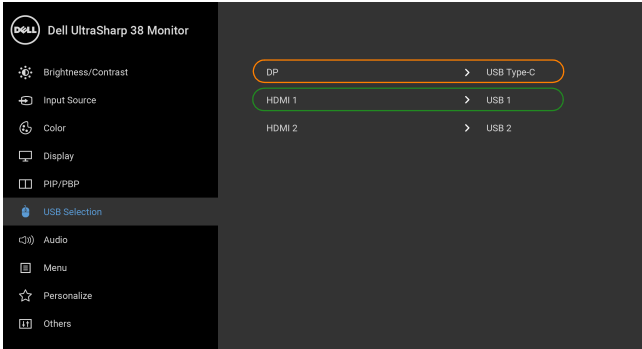 DELL Dell UltraSharp 38 Monitor
Brightness/Contrast
Input Source
Color
Display
PIP/PBP
USB Selection
Audio
Menu
Personalize
Others
DP > USB Type-C
HDMI 1 > USB 1
HDMI 2 > USB 2